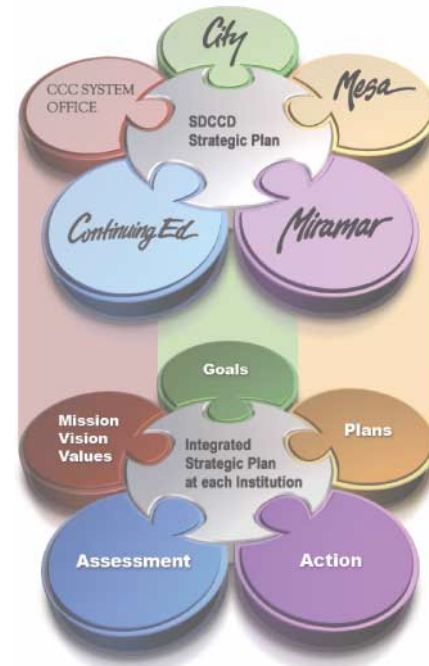 City
CCC SYSTEM
OFFICE
Mesa
SDCCD
Strategic Plan
Continuing Ed
Miramar
Goals
Mission
Vision
Values
Integrated
Strategic Plan
at each Institution
Plans
Assessment
Action